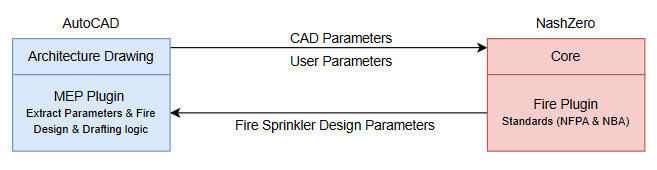 AutoCAD
NashZero
Architecture Drawing
CAD Parameters
User Parameters
Core
MEP Plugin
Extract Parameters & Fire
Design & Drafting logic
Fire Sprinkler Design Parameters
Fire Plugin
Standards (NFPA & NBA)